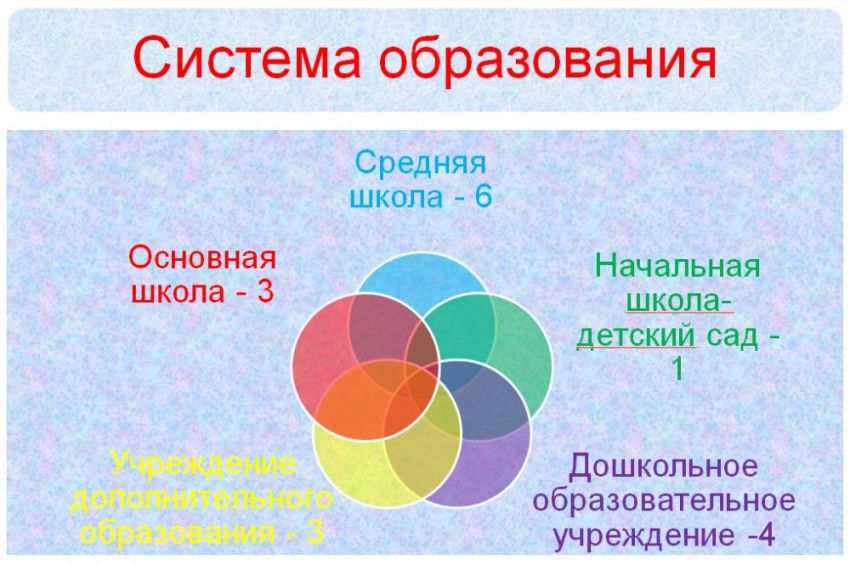 Система образования
Средняя
школа - 6
Основная
школа - 3
Начальная
школа-
детский сад -
1
Учреждение
дополнительного
образования - 3
Дошкольное
образовательное
учреждение -4